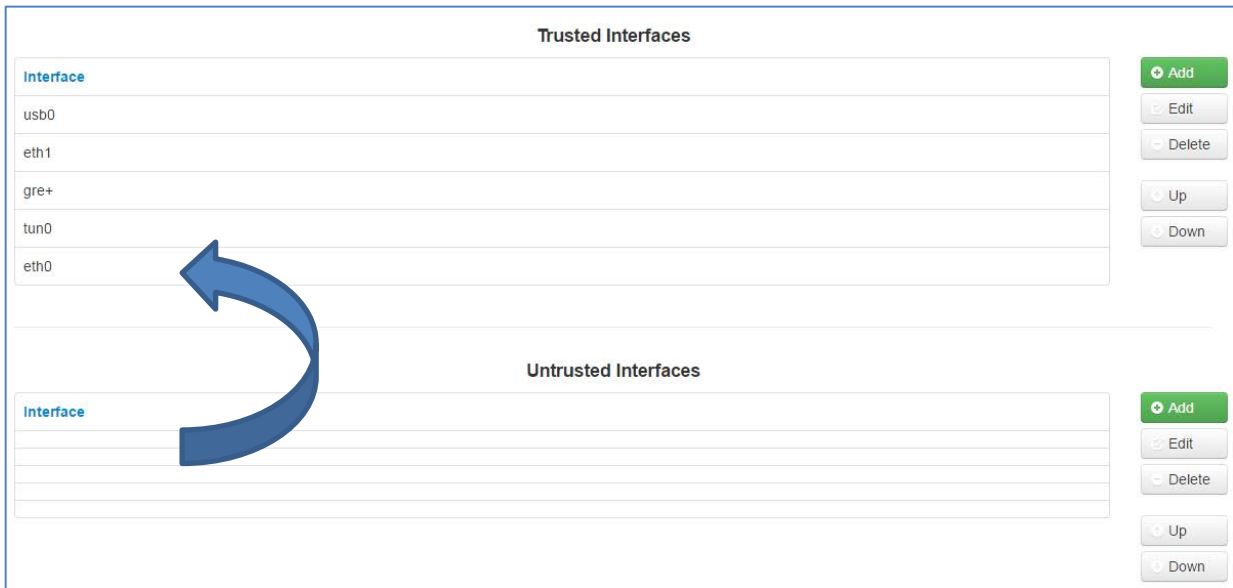 Trusted Interfaces
Interface
Add
usb0
Edit
eth1
Delete
gre+
Up
tun0
Down
eth0
Untrusted Interfaces
Interface
Add
Edit
Delete
Up
Down